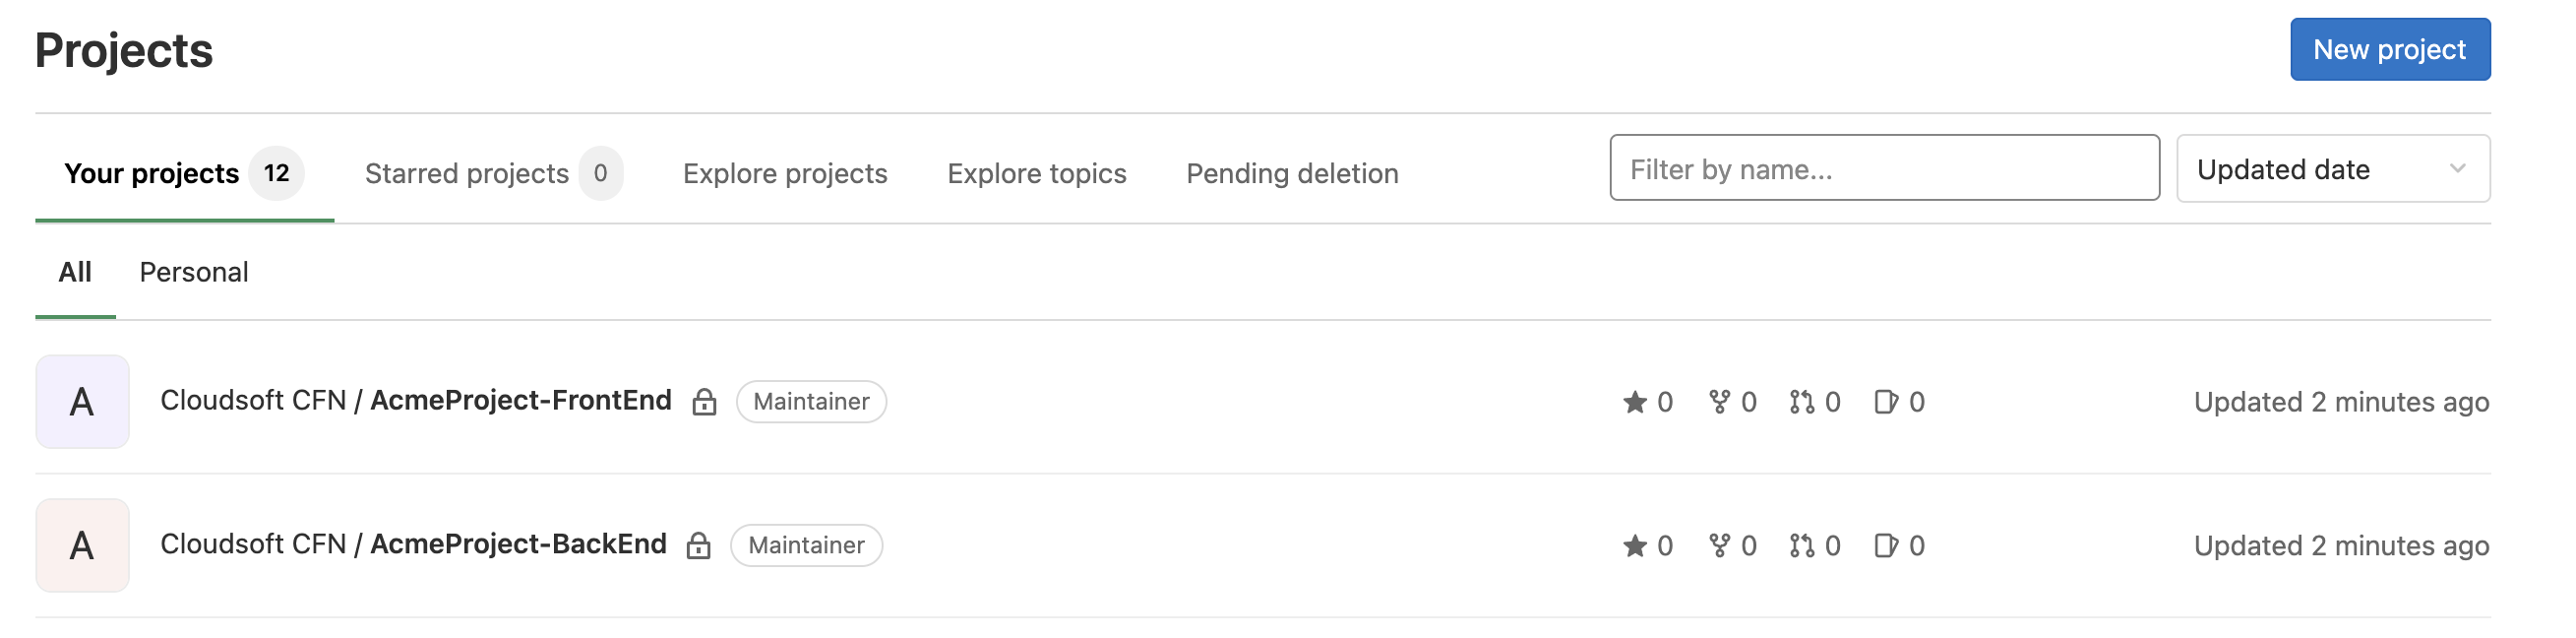 Projects
New project
Your projects 12 Starred projects 0 Explore projects Explore topics Pending deletion Filter by name... Updated date
All Personal
A Cloudsoft CFN / AcmeProject-FrontEnd Maintainer 0 0 0 0 Updated 2 minutes ago
A Cloudsoft CFN / AcmeProject-BackEnd Maintainer 0 0 0 0 Updated 2 minutes ago